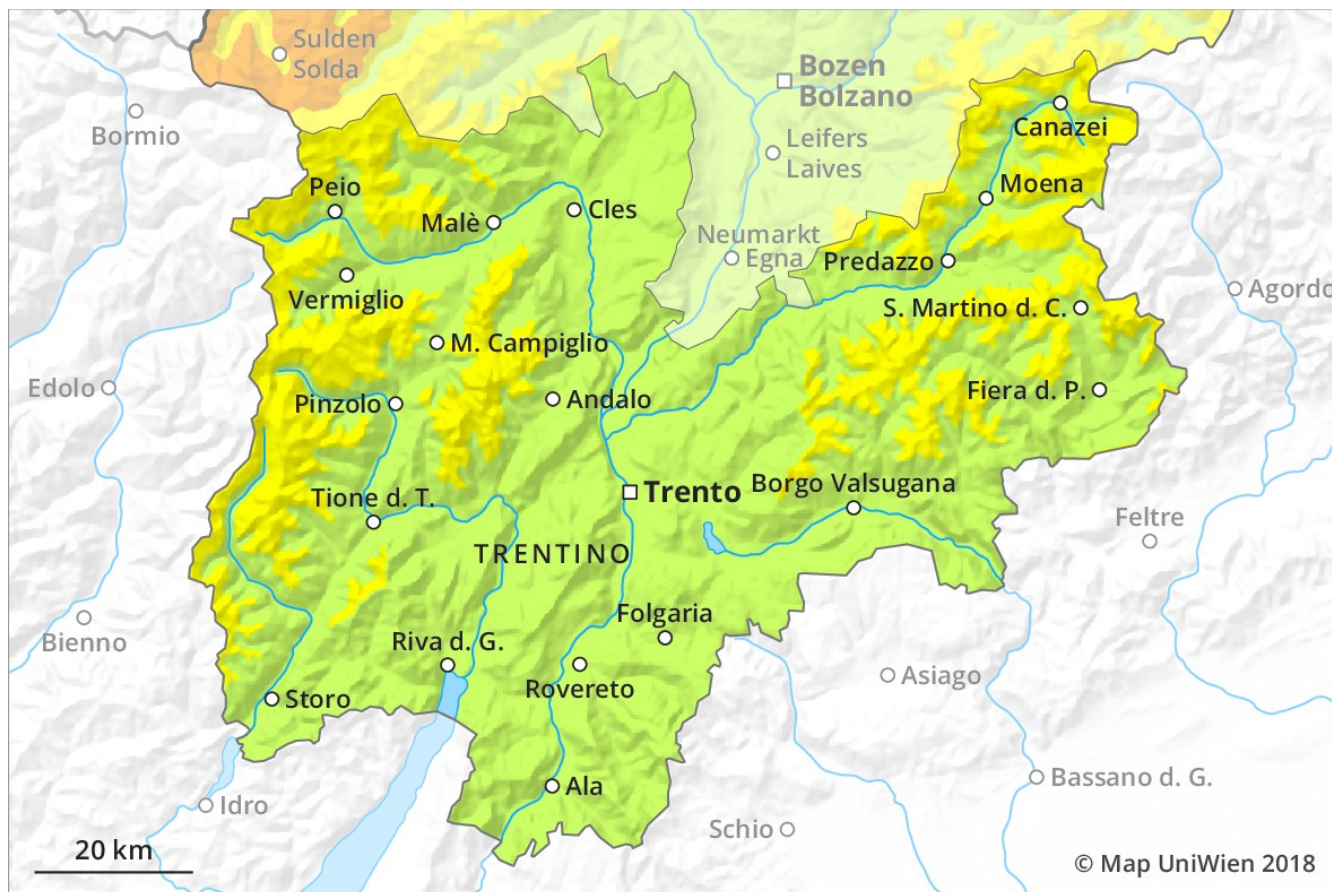 Sulden
Solda
Bozen
Bolzano
Bormio
Canazei
Leifers
Laives
Peio
Moena
Malè
Cles
Neumarkt
Egna
Predazzo
Vermiglio
Agordo
S. Martino d. C.
M. Campiglio
Edolo
Pinzolo
Andalo
Fiera d. P.
Trento
Borgo Valsugana
Tione d. T.
Feltre
TRENTINO
Bienno
Folgaria
Riva d. G.
Asiago
Rovereto
Storo
Bassano d. G.
Ala
Idro
Schio
20 km
© Map UniWien 2018